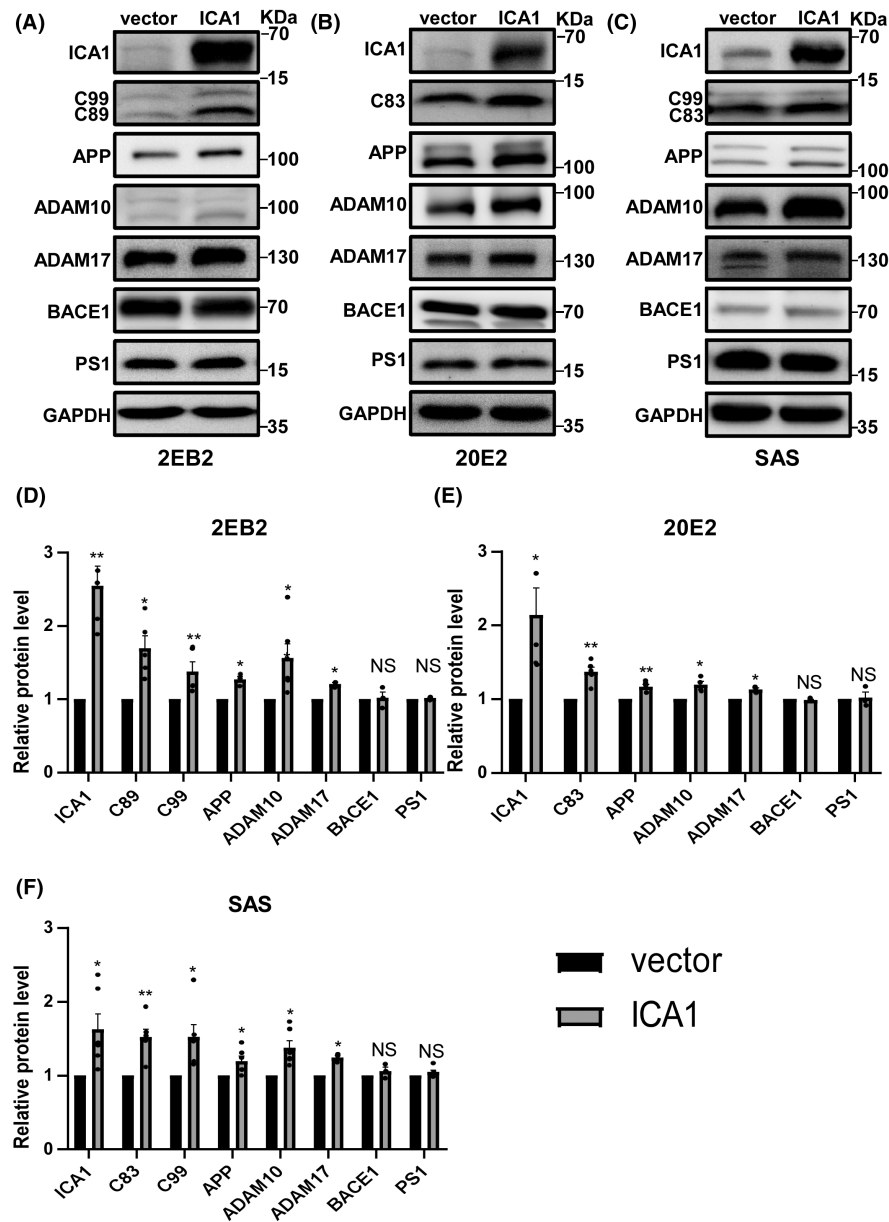 (A) vector ICA1 KDa (B) vector ICA1 KDa (C) vector ICA1 KDa
ICA1 70 ICA1 70 ICA1 70
15 15 15
C99 C83 C99
C89 C83
APP 100 APP 100 APP 100
ADAM10 100 ADAM10 100 ADAM10 100
ADAM17 130 ADAM17 130 ADAM17 130
BACE1 70 BACE1 70 BACE1 70
PS1 15 PS1 15 PS1 15
GAPDH 35 GAPDH 35 GAPDH 35
2EB2 20E2 SAS
(D)
2EB2
Relative protein level
3
2
1
0
** * ** * * * NS NS
ICA1 C89 C99 APP ADAM10 ADAM17 BACE1 PS1
(E)
20E2
Relative protein level
3
2
1
0
* ** ** * * NS NS
ICA1 C83 APP ADAM10 ADAM17 BACE1 PS1
(F)
SAS
Relative protein level
3
2
1
0
* ** * * * * NS NS
ICA1 C83 C99 APP ADAM10 ADAM17 BACE1 PS1
vector
ICA1